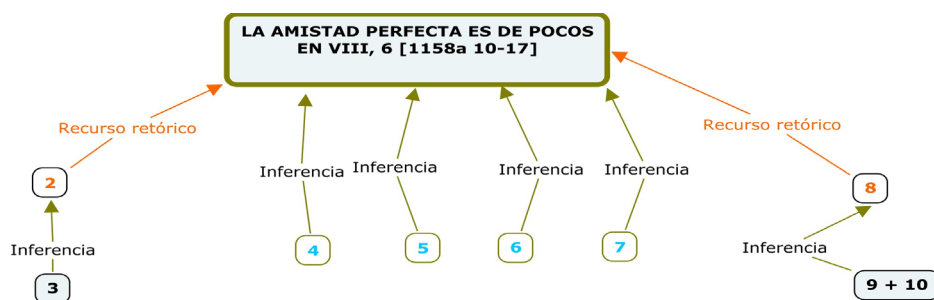 LA AMISTAD PERFECTA ES DE POCOS
EN VIII, 6 [1158a 10-17]
Recurso retórico
Recurso retórico
Inferencia
Inferencia
Inferencia
Inferencia
2
8
Inferencia
4
5
6
7
Inferencia
3
9 + 10